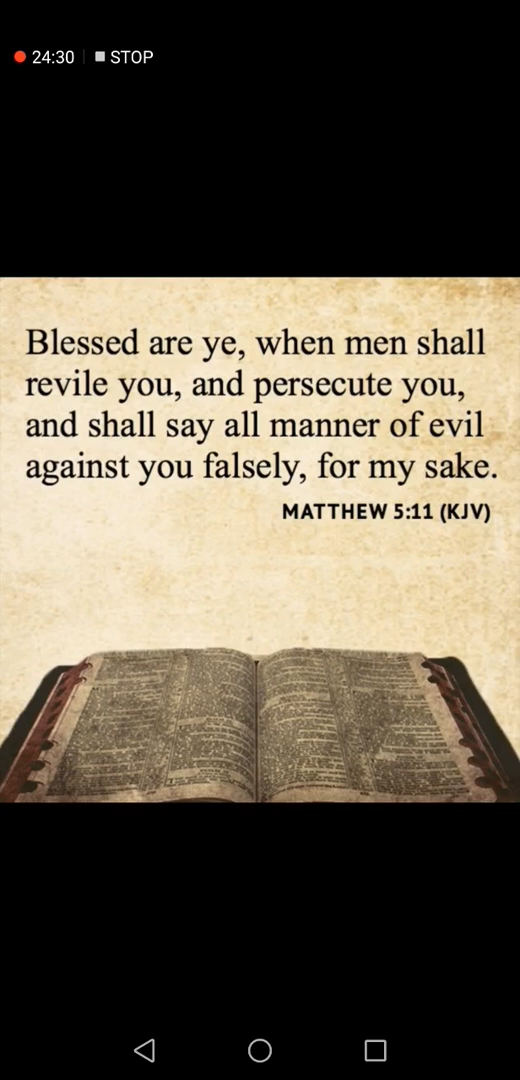 24:30 STOP
Blessed are ye, when men shall
revile you, and persecute you,
and shall say all manner of evil
against you falsely, for my sake.
MATTHEW 5:11 (KJV)